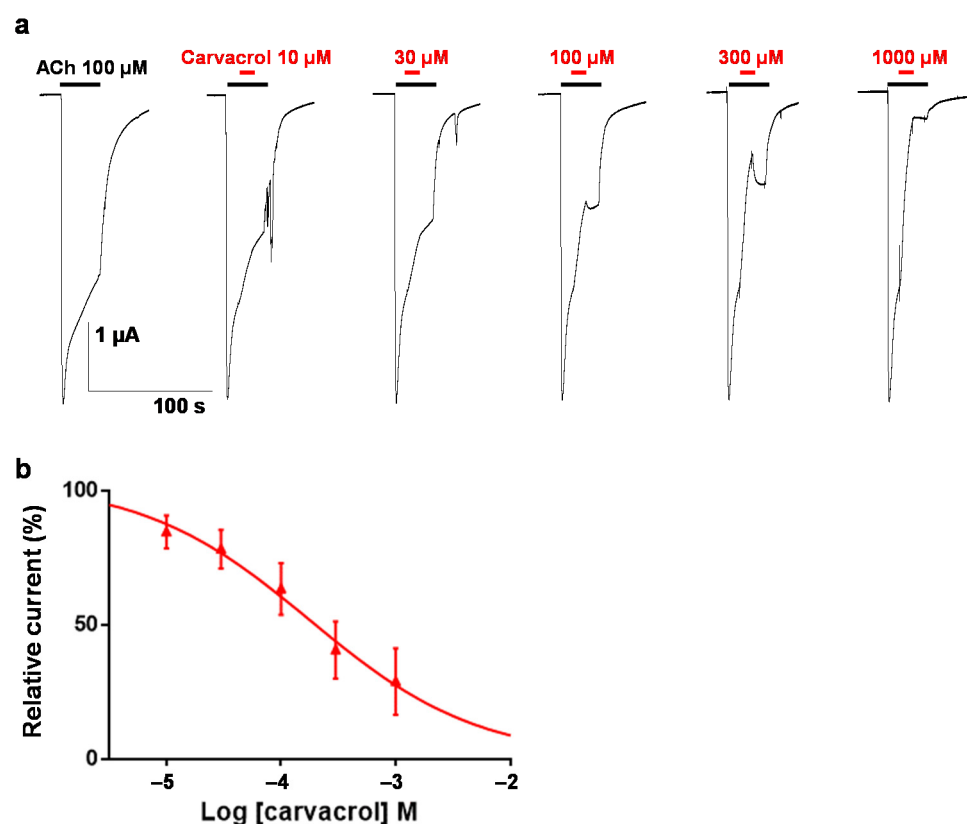 a
ACh 100 µM
Carvacrol 10 µM
30 µM
100 µM
300 µM
1000 µM
1 µA
100 s
b
Relative current (%)
100
50
0
–5
–4
–3
–2
Log [carvacrol] M